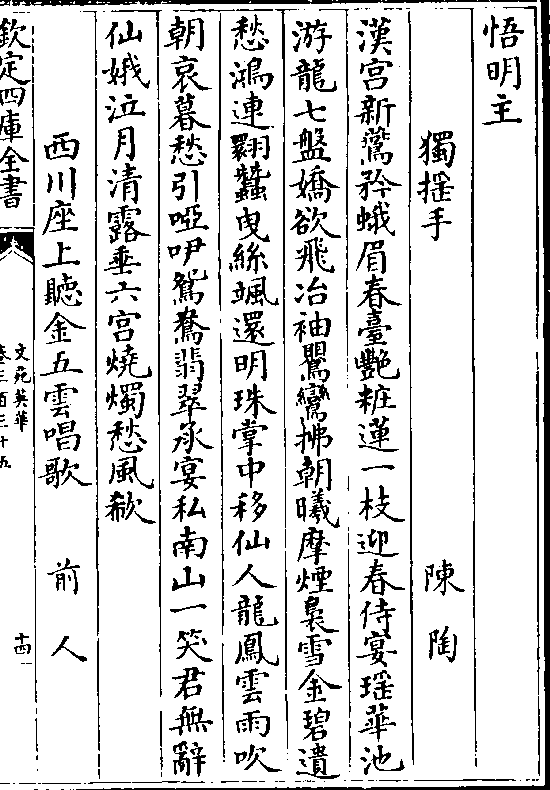 悟明主
獨揺手　陳陶
漢宫新𪆫矜蛾眉春臺艷粧蓮一枝迎春侍宴瑶華池
游龍七盤嬌欲飛冶袖鸎鸞拂朝曦摩煙裊雪金碧遺
愁鴻連翾蠶曳絲颯遝明珠掌中移仙人龍鳳雲雨吹
朝哀暮愁引啞咿鴛鴦翡翠承宴私南山一笑君無辭
仙娥泣月清露垂六宫燒燭愁風欷
西川座上聽金五雲唱歌　前人
欽定四庫全書
文苑英華
卷三百三十五
十四